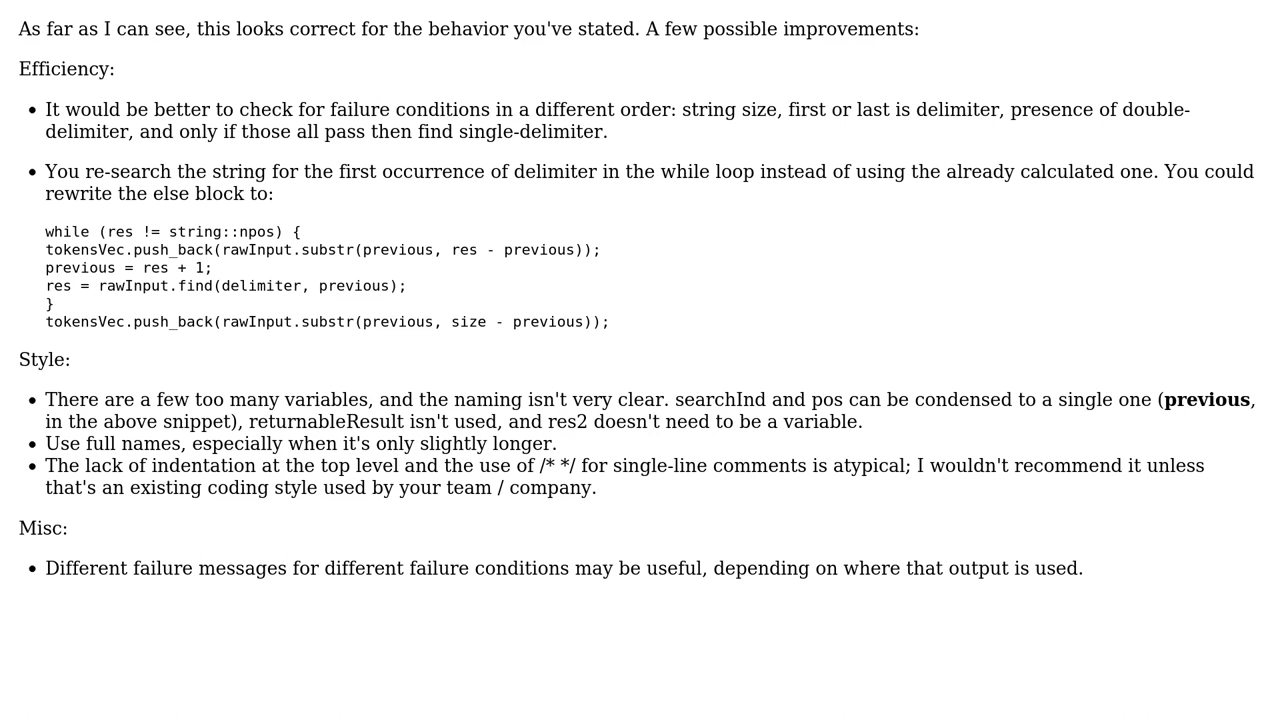 As far as I can see, this looks correct for the behavior you've stated. A few possible improvements:
Efficiency:
• It would be better to check for failure conditions in a different order: string size, first or last is delimiter, presence of double-
delimiter, and only if those all pass then find single-delimiter.
• You re-search the string for the first occurrence of delimiter in the while loop instead of using the already calculated one. You could
rewrite the else block to:
while (res != string::npos) {
tokensVec.push_back(rawInput.substr(previous, res - previous));
previous = res + 1;
res = rawInput.find(delimiter, previous);
}
tokensVec.push_back(rawInput.substr(previous, size - previous));
Style:
• There are a few too many variables, and the naming isn't very clear. searchInd and pos can be condensed to a single one (previous,
in the above snippet), returnableResult isn't used, and res2 doesn't need to be a variable.
• Use full names, especially when it's only slightly longer.
• The lack of indentation at the top level and the use of /* */ for single-line comments is atypical; I wouldn't recommend it unless
that's an existing coding style used by your team / company.
Misc:
• Different failure messages for different failure conditions may be useful, depending on where that output is used.